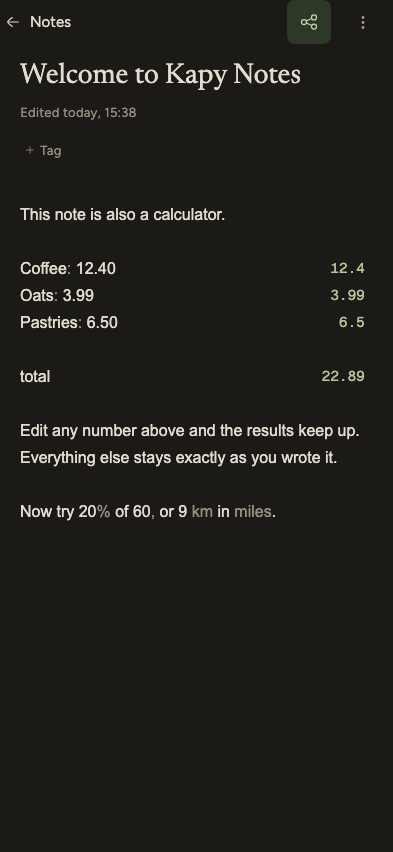 Notes
Welcome to Kapy Notes
Edited today, 15:38
+ Tag
This note is also a calculator.
Coffee: 12.40 12.4
Oats: 3.99 3.99
Pastries: 6.50 6.5
total 22.89
Edit any number above and the results keep up.
Everything else stays exactly as you wrote it.
Now try 20% of 60, or 9 km in miles.